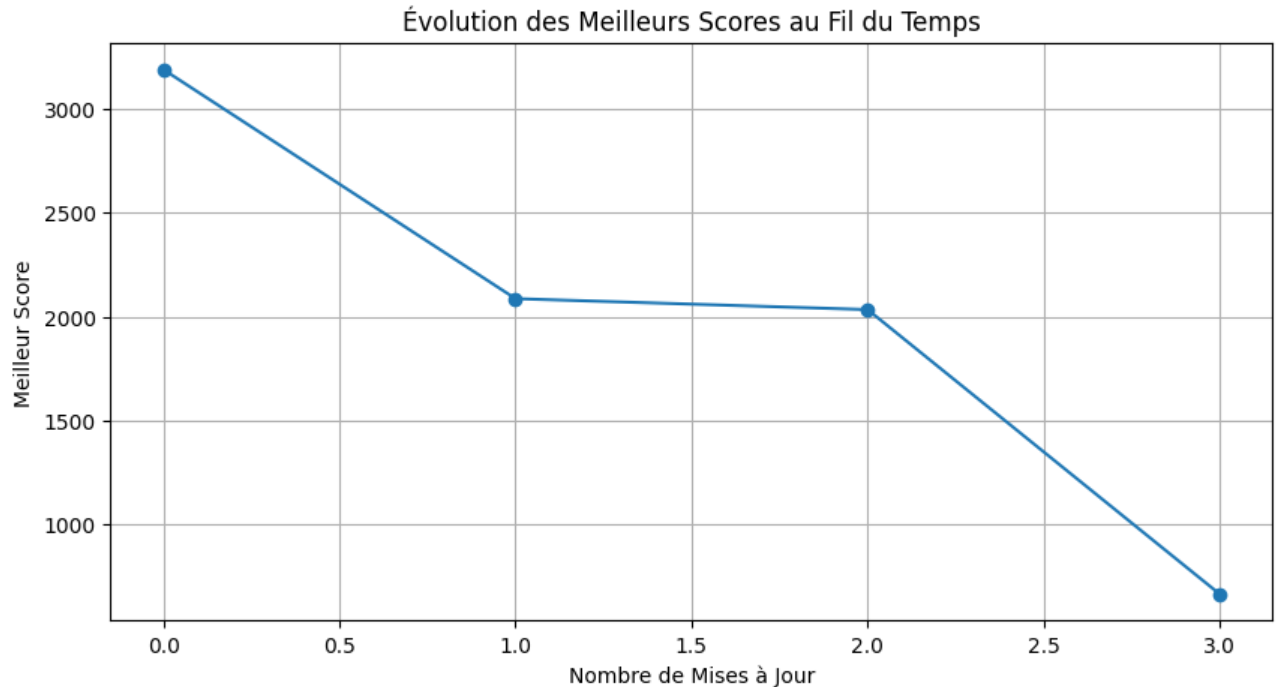 Évolution des Meilleurs Scores au Fil du Temps
Meilleur Score
3000
2500
2000
1500
1000
0.0 0.5 1.0 1.5 2.0 2.5 3.0
Nombre de Mises à Jour